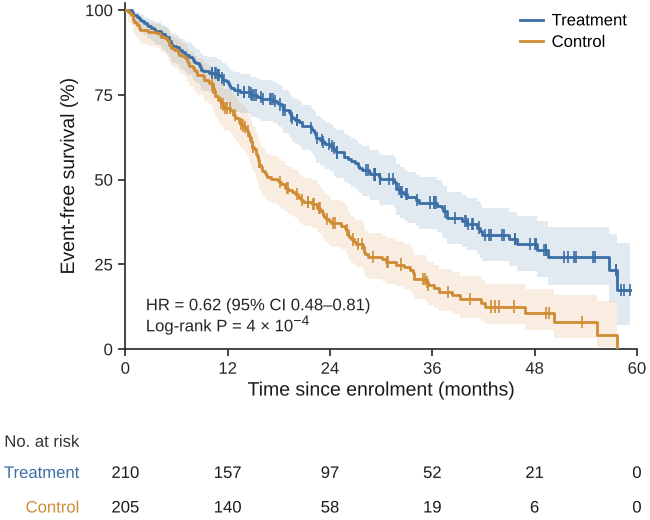 100
Treatment
Control
75
50
25
0
Event-free survival (%)
HR = 0.62 (95% CI 0.48–0.81)
Log-rank P = 4 × 10⁻⁴
0 12 24 36 48 60
Time since enrolment (months)
No. at risk
Treatment 210 157 97 52 21 0
Control 205 140 58 19 6 0